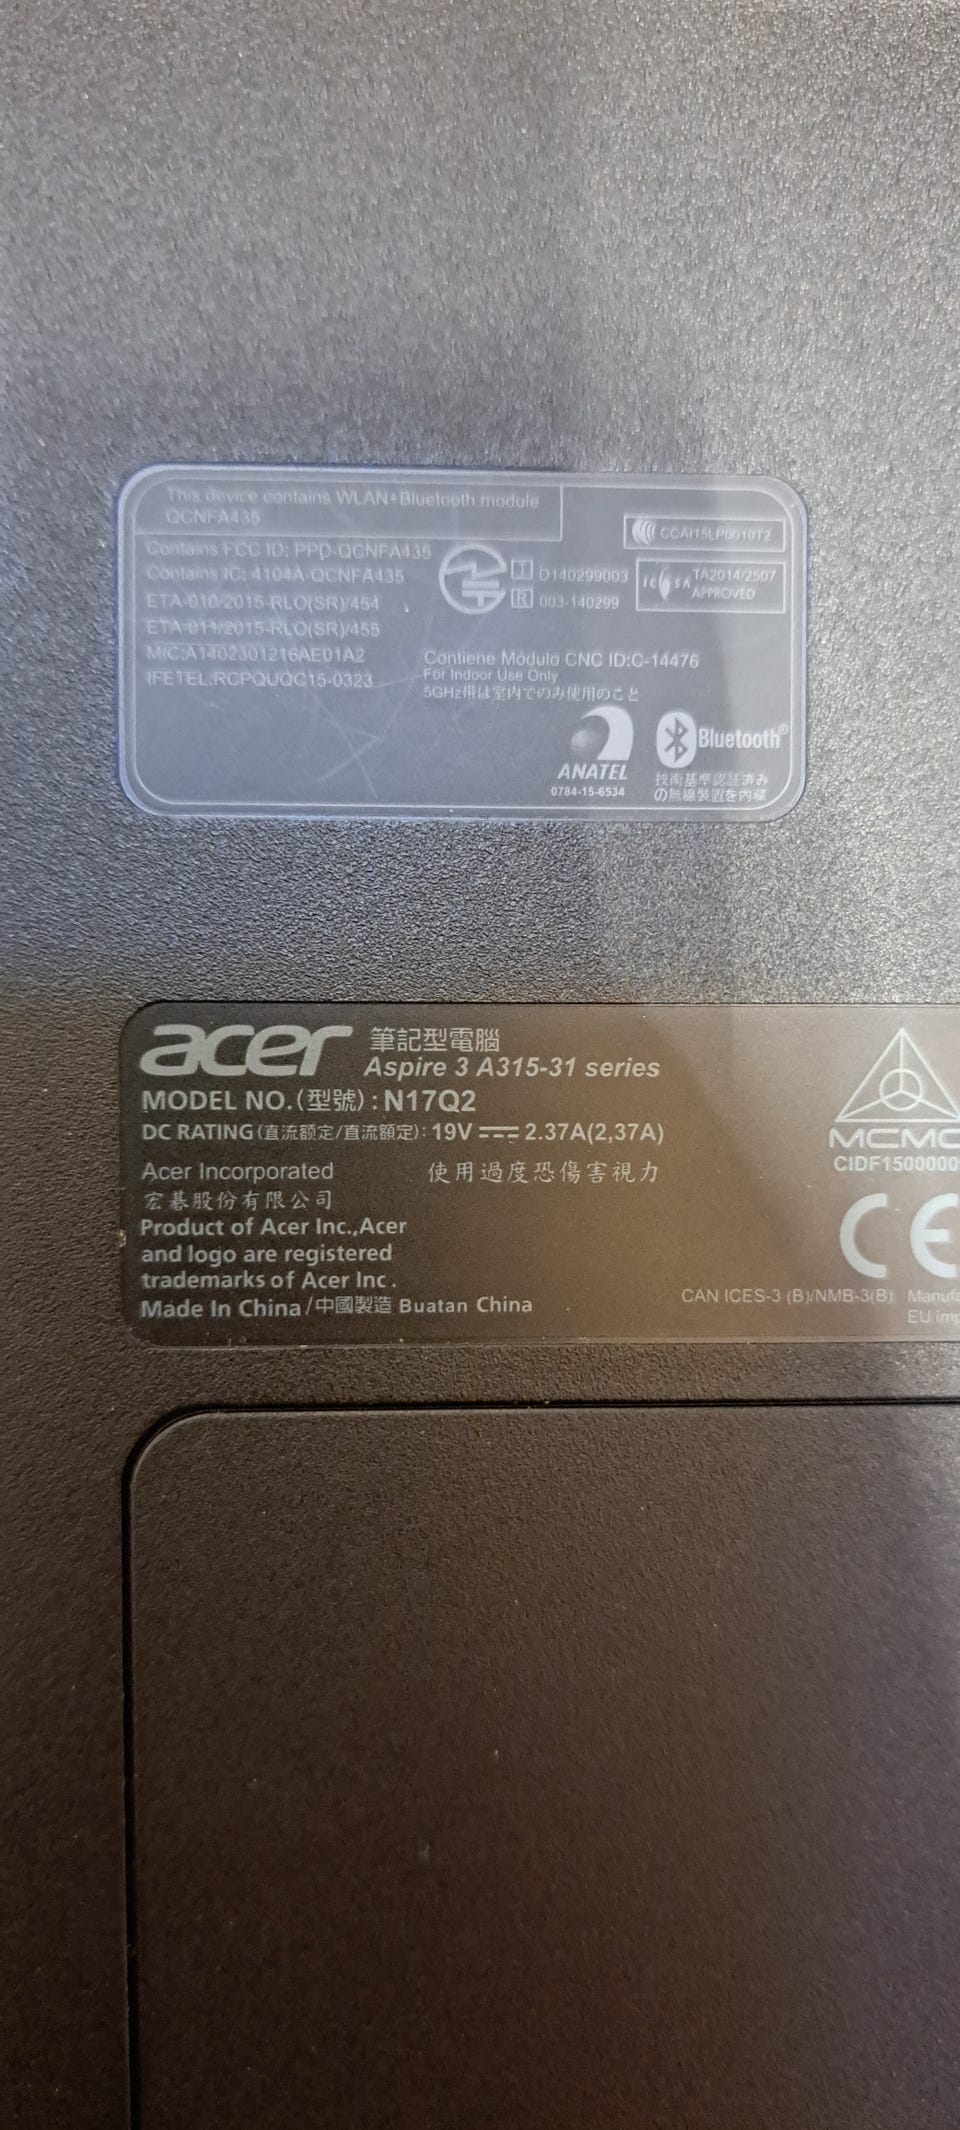 This device contains WLAN+Bluetooth module
QCNFA435
CCAI15LP0010T2
Contains FCC ID: PPD-QCNFA435
Contains IC: 4104A-QCNFA435
ETA-010/2015-RLO(SR)/454
ETA-011/2015-RLO(SR)/455
MIC:A1402301216AE01A2
IFETEL:RCPQUQC15-0323
T D140299003
R 003-140299
ICASA TA2014/2507
APPROVED
Contiene Módulo CNC ID:C-14476
For Indoor Use Only
5GHz帯は室内でのみ使用のこと
ANATEL
0784-15-6534
Bluetooth®
技術基準認証済み
の無線装置を内蔵
acer 筆記型電腦
Aspire 3 A315-31 series
MODEL NO.(型號) : N17Q2
DC RATING(直流额定/直流額定): 19V 2.37A(2,37A)
Acer Incorporated 使用過度恐傷害視力
宏碁股份有限公司
Product of Acer Inc.,Acer
and logo are registered
trademarks of Acer Inc.
Made In China/中國製造 Buatan China
MCMC
CIDF1500000
CE
CAN ICES-3 (B)/NMB-3(B)
Manufa
EU imp